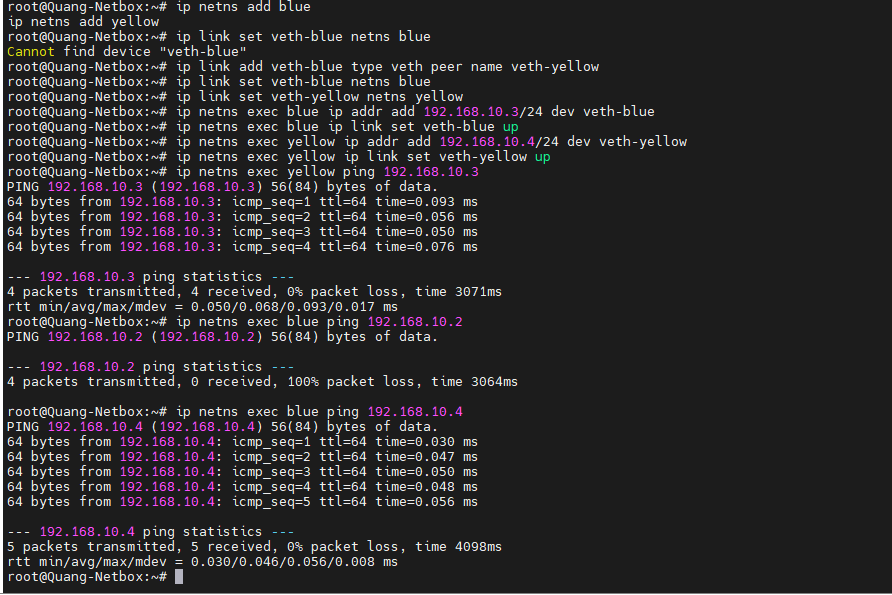 root@Quang-Netbox:~# ip netns add blue
ip netns add yellow
root@Quang-Netbox:~# ip link set veth-blue netns blue
Cannot find device "veth-blue"
root@Quang-Netbox:~# ip link add veth-blue type veth peer name veth-yellow
root@Quang-Netbox:~# ip link set veth-blue netns blue
root@Quang-Netbox:~# ip link set veth-yellow netns yellow
root@Quang-Netbox:~# ip netns exec blue ip addr add 192.168.10.3/24 dev veth-blue
root@Quang-Netbox:~# ip netns exec blue ip link set veth-blue up
root@Quang-Netbox:~# ip netns exec yellow ip addr add 192.168.10.4/24 dev veth-yellow
root@Quang-Netbox:~# ip netns exec yellow ip link set veth-yellow up
root@Quang-Netbox:~# ip netns exec yellow ping 192.168.10.3
PING 192.168.10.3 (192.168.10.3) 56(84) bytes of data.
64 bytes from 192.168.10.3: icmp_seq=1 ttl=64 time=0.093 ms
64 bytes from 192.168.10.3: icmp_seq=2 ttl=64 time=0.056 ms
64 bytes from 192.168.10.3: icmp_seq=3 ttl=64 time=0.050 ms
64 bytes from 192.168.10.3: icmp_seq=4 ttl=64 time=0.076 ms
--- 192.168.10.3 ping statistics ---
4 packets transmitted, 4 received, 0% packet loss, time 3071ms
rtt min/avg/max/mdev = 0.050/0.068/0.093/0.017 ms
root@Quang-Netbox:~# ip netns exec blue ping 192.168.10.2
PING 192.168.10.2 (192.168.10.2) 56(84) bytes of data.
--- 192.168.10.2 ping statistics ---
4 packets transmitted, 0 received, 100% packet loss, time 3064ms
root@Quang-Netbox:~# ip netns exec blue ping 192.168.10.4
PING 192.168.10.4 (192.168.10.4) 56(84) bytes of data.
64 bytes from 192.168.10.4: icmp_seq=1 ttl=64 time=0.030 ms
64 bytes from 192.168.10.4: icmp_seq=2 ttl=64 time=0.047 ms
64 bytes from 192.168.10.4: icmp_seq=3 ttl=64 time=0.050 ms
64 bytes from 192.168.10.4: icmp_seq=4 ttl=64 time=0.048 ms
64 bytes from 192.168.10.4: icmp_seq=5 ttl=64 time=0.056 ms
--- 192.168.10.4 ping statistics ---
5 packets transmitted, 5 received, 0% packet loss, time 4098ms
rtt min/avg/max/mdev = 0.030/0.046/0.056/0.008 ms
root@Quang-Netbox:~#